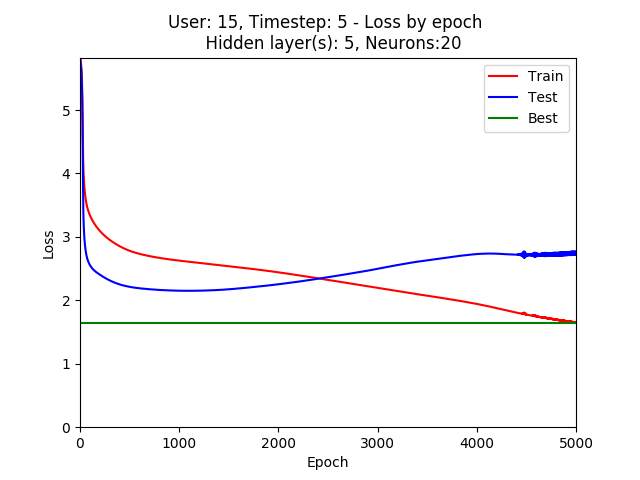 User: 15, Timestep: 5 - Loss by epoch
Hidden layer(s): 5, Neurons:20
Train
Test
Best
5
4
3
2
1
0
Loss
0 1000 2000 3000 4000 5000
Epoch